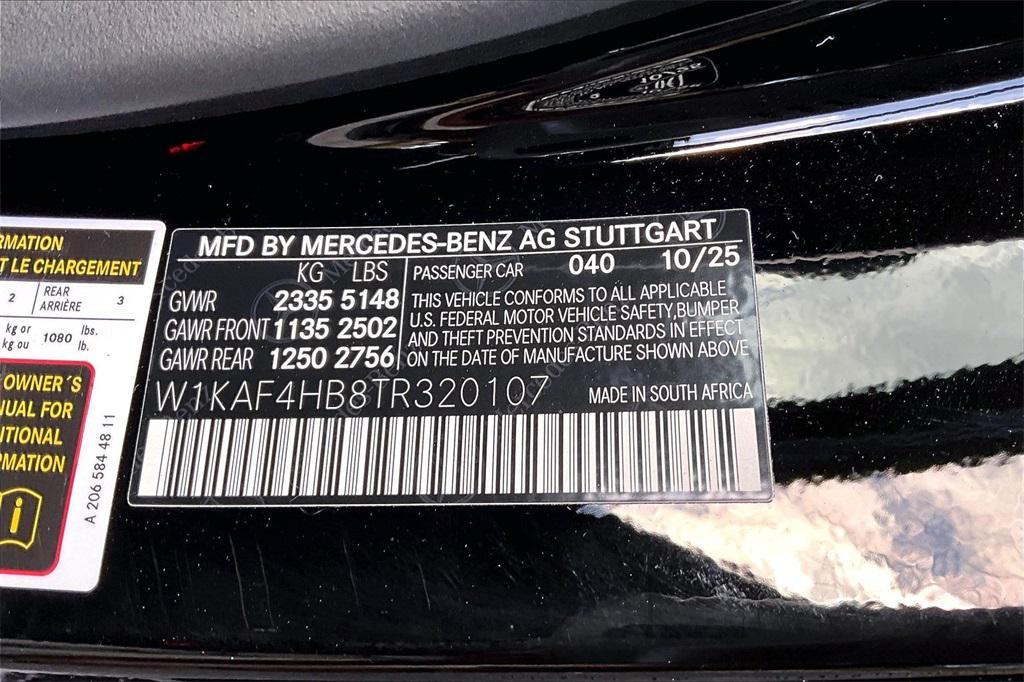 RMATION
T LE CHARGEMENT
2 REAR ARRIÈRE 3
kg or 1080 lbs.
kg ou lb.
OWNER´S
NUAL FOR
ITIONAL
RMATION
i
A 206 584 48 11
MFD BY MERCEDES-BENZ AG STUTTGART
KG LBS
GVWR 2335 5148
GAWR FRONT 1135 2502
GAWR REAR 1250 2756
PASSENGER CAR 040 10/25
THIS VEHICLE CONFORMS TO ALL APPLICABLE
U.S. FEDERAL MOTOR VEHICLE SAFETY,BUMPER
AND THEFT PREVENTION STANDARDS IN EFFECT
ON THE DATE OF MANUFACTURE SHOWN ABOVE
W1KAF4HB8TR320107 MADE IN SOUTH AFRICA